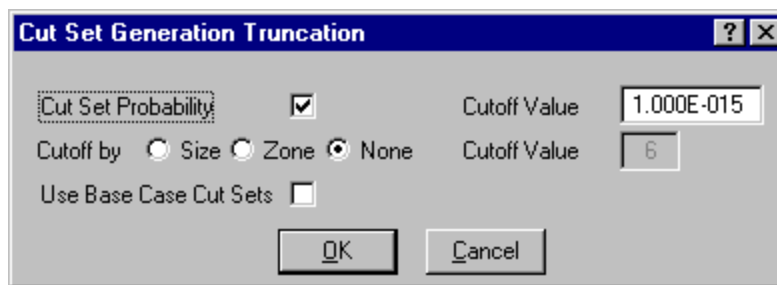 Cut Set Generation Truncation ? X
Cut Set Probability Cutoff Value 1.000E-015
Cutoff by Size Zone None Cutoff Value 6
Use Base Case Cut Sets
OK Cancel